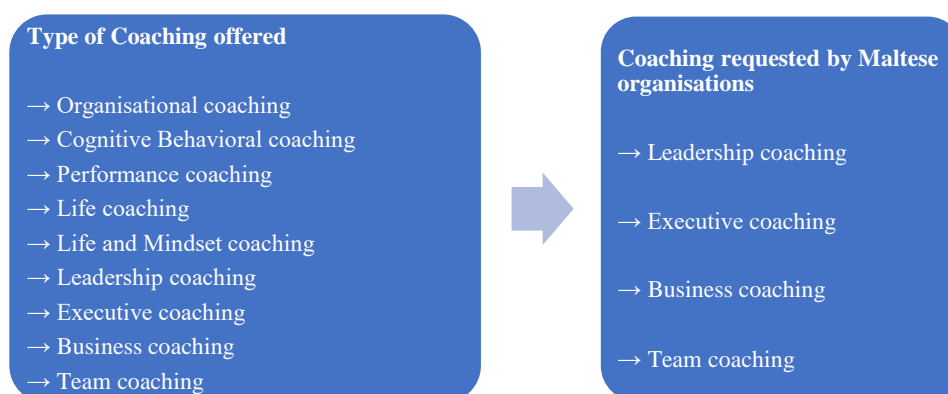 Type of Coaching offered
→ Organisational coaching
→ Cognitive Behavioral coaching
→ Performance coaching
→ Life coaching
→ Life and Mindset coaching
→ Leadership coaching
→ Executive coaching
→ Business coaching
→ Team coaching
Coaching requested by Maltese
organisations
→ Leadership coaching
→ Executive coaching
→ Business coaching
→ Team coaching